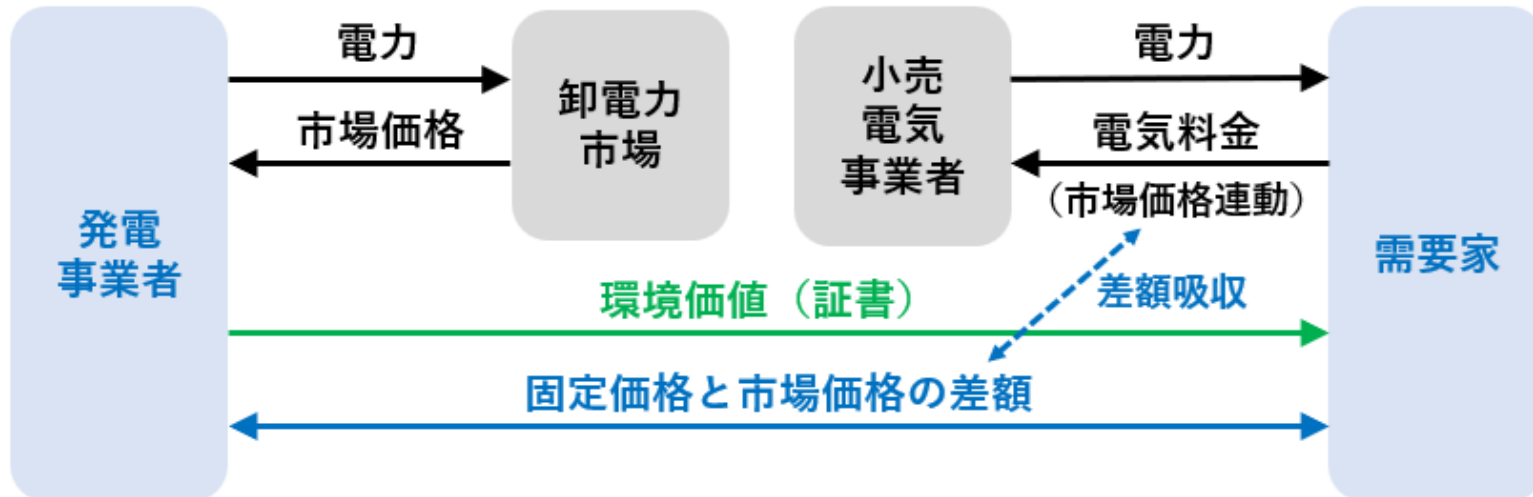 電力
市場価格
卸電力
市場
小売
電気
事業者
電力
電気料金
（市場価格連動）
発電
事業者
需要家
差額吸収
環境価値（証書）
固定価格と市場価格の差額